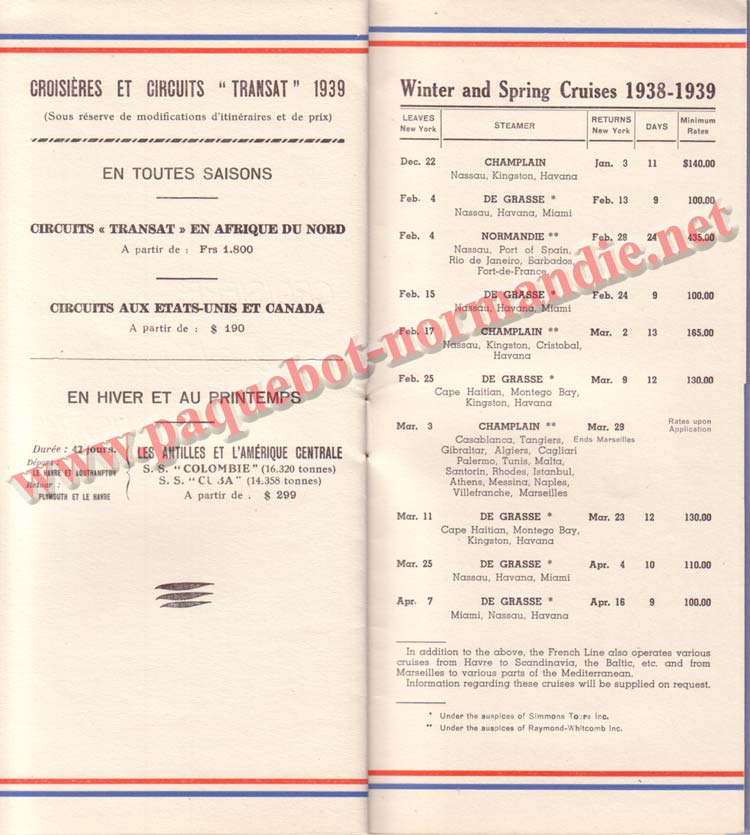 CROISIÈRES ET CIRCUITS "TRANSAT" 1939
(Sous réserve de modifications d'itinéraires et de prix)
EN TOUTES SAISONS
CIRCUITS « TRANSAT » EN AFRIQUE DU NORD
A partir de : Frs 1.800
CIRCUITS AUX ETATS-UNIS ET CANADA
A partir de : $ 190
EN HIVER ET AU PRINTEMPS
Durée : 42 jours.
Départ :
LE HAVRE ET SOUTHAMPTON
Retour :
PLYMOUTH ET LE HAVRE
LES ANTILLES ET L'AMÉRIQUE CENTRALE
S. S. "COLOMBIE" (16.320 tonnes)
S. S. "CUBA" (14.358 tonnes)
A partir de . $ 299
Winter and Spring Cruises 1938-1939
LEAVES New York STEAMER RETURNS New York DAYS Minimum Rates
Dec. 22 CHAMPLAIN Jan. 3 11 $140.00
Nassau, Kingston, Havana
Feb. 4 DE GRASSE * Feb. 13 9 100.00
Nassau, Havana, Miami
Feb. 4 NORMANDIE ** Feb. 28 24 435.00
Nassau, Port of Spain,
Rio de Janeiro, Barbados,
Fort-de-France
Feb. 15 DE GRASSE * Feb. 24 9 100.00
Nassau, Havana, Miami
Feb. 17 CHAMPLAIN ** Mar. 2 13 165.00
Nassau, Kingston, Cristobal,
Havana
Feb. 25 DE GRASSE * Mar. 9 12 130.00
Cape Haitian, Montego Bay,
Kingston, Havana
Mar. 3 CHAMPLAIN ** Mar. 29 Rates upon Application
Casablanca, Tangiers, Ends Marseilles
Gibraltar, Algiers, Cagliari
Palermo, Tunis, Malta,
Santorin, Rhodes, Istanbul,
Athens, Messina, Naples,
Villefranche, Marseilles
Mar. 11 DE GRASSE * Mar. 23 12 130.00
Cape Haitian, Montego Bay,
Kingston, Havana
Mar. 25 DE GRASSE * Apr. 4 10 110.00
Nassau, Havana, Miami
Apr. 7 DE GRASSE * Apr. 16 9 100.00
Miami, Nassau, Havana
In addition to the above, the French Line also operates various
cruises from Havre to Scandinavia, the Baltic, etc. and from
Marseilles to various parts of the Mediterranean.
Information regarding these cruises will be supplied on request.
* Under the auspices of Simmons Tours Inc.
** Under the auspices of Raymond-Whitcomb Inc.
www.paquebot-normandie.net